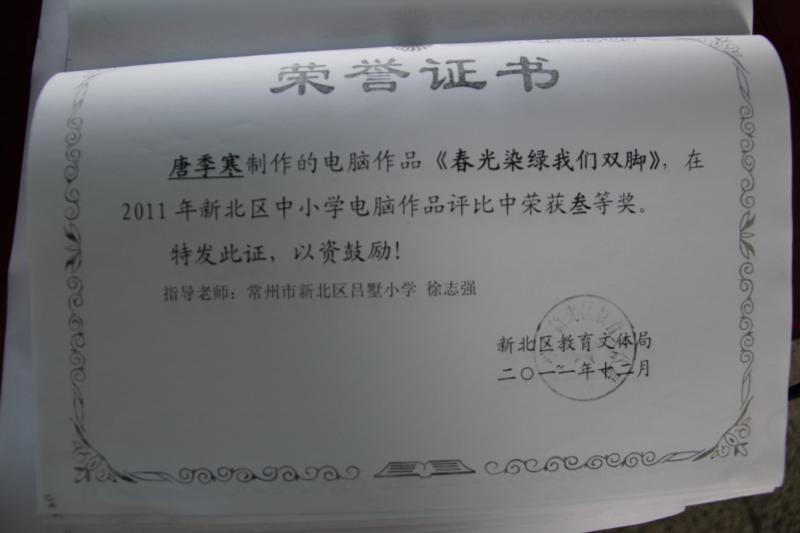 荣誉证书
唐季寒制作的电脑作品《春光染绿我们双脚》，在
2011年新北区中小学电脑作品评比中荣获叁等奖。
特发此证，以资鼓励！
指导老师：常州市新北区吕墅小学 徐志强
新北区教育文体局
二〇一一年十二月